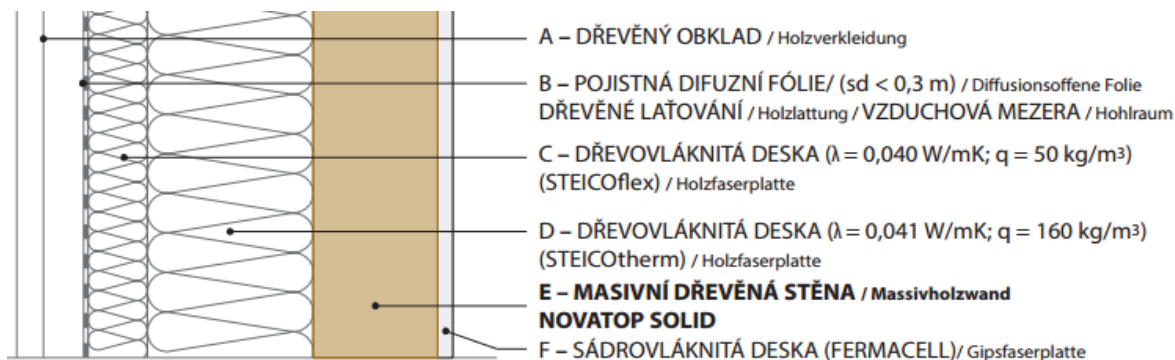 A – DŘEVĚNÝ OBKLAD / Holzverkleidung
B – POJISTNÁ DIFUZNÍ FÓLIE/ (sd < 0,3 m) / Diffusionsoffene Folie
DŘEVĚNÉ LAŤOVÁNÍ / Holzlattung / VZDUCHOVÁ MEZERA / Hohlraum
C – DŘEVOVLÁKNITÁ DESKA (λ = 0,040 W/mK; q = 50 kg/m³)
(STEICOflex) / Holzfaserplatte
D – DŘEVOVLÁKNITÁ DESKA (λ = 0,041 W/mK; q = 160 kg/m³)
(STEICOtherm) / Holzfaserplatte
E – MASIVNÍ DŘEVĚNÁ STĚNA / Massivholzwand
NOVATOP SOLID
F – SÁDROVLÁKNITÁ DESKA (FERMACELL)/ Gipsfaserplatte